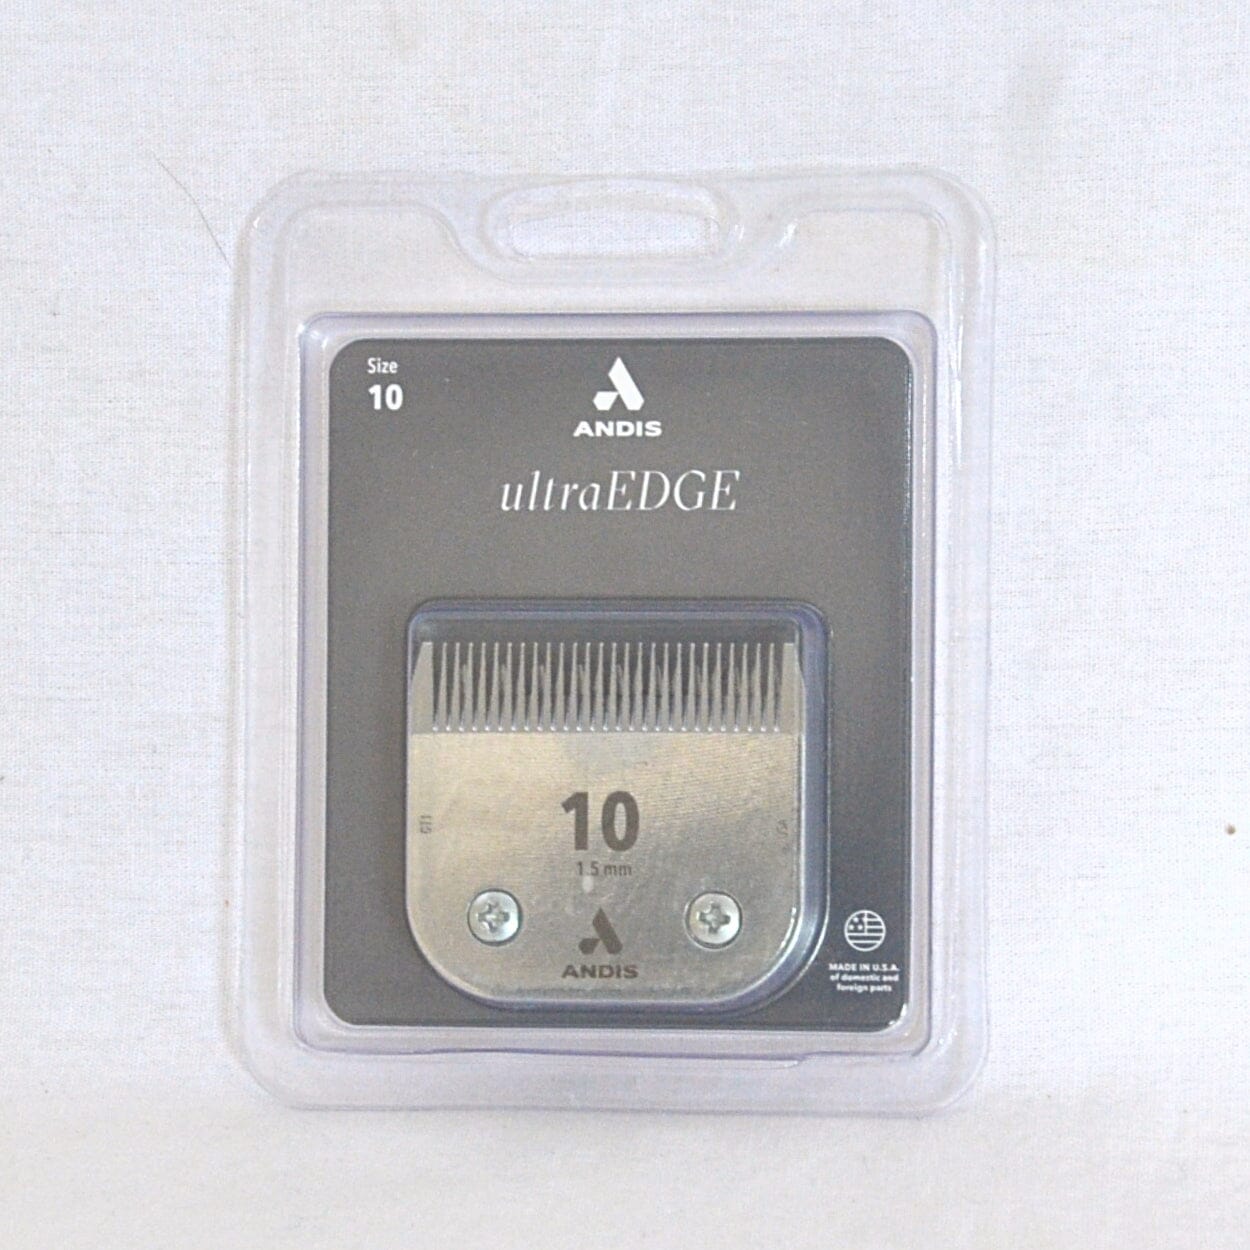 Size
10
ANDIS
ultraEDGE
10
1.5 mm
ANDIS
MADE IN U.S.A.
of domestic and
foreign parts